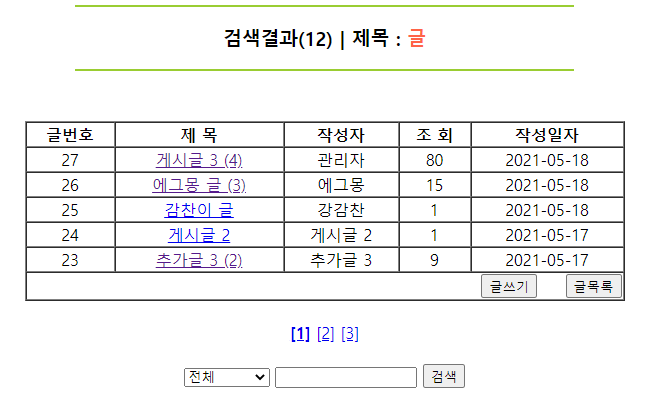 검색결과(12) | 제목 : 글
글번호 제 목 작성자 조 회 작성일자
27 게시글 3 (4) 관리자 80 2021-05-18
26 에그몽 글 (3) 에그몽 15 2021-05-18
25 감찬이 글 강감찬 1 2021-05-18
24 게시글 2 게시글 2 1 2021-05-17
23 추가글 3 (2) 추가글 3 9 2021-05-17
글쓰기 글목록
[1] [2] [3]
전체 검색